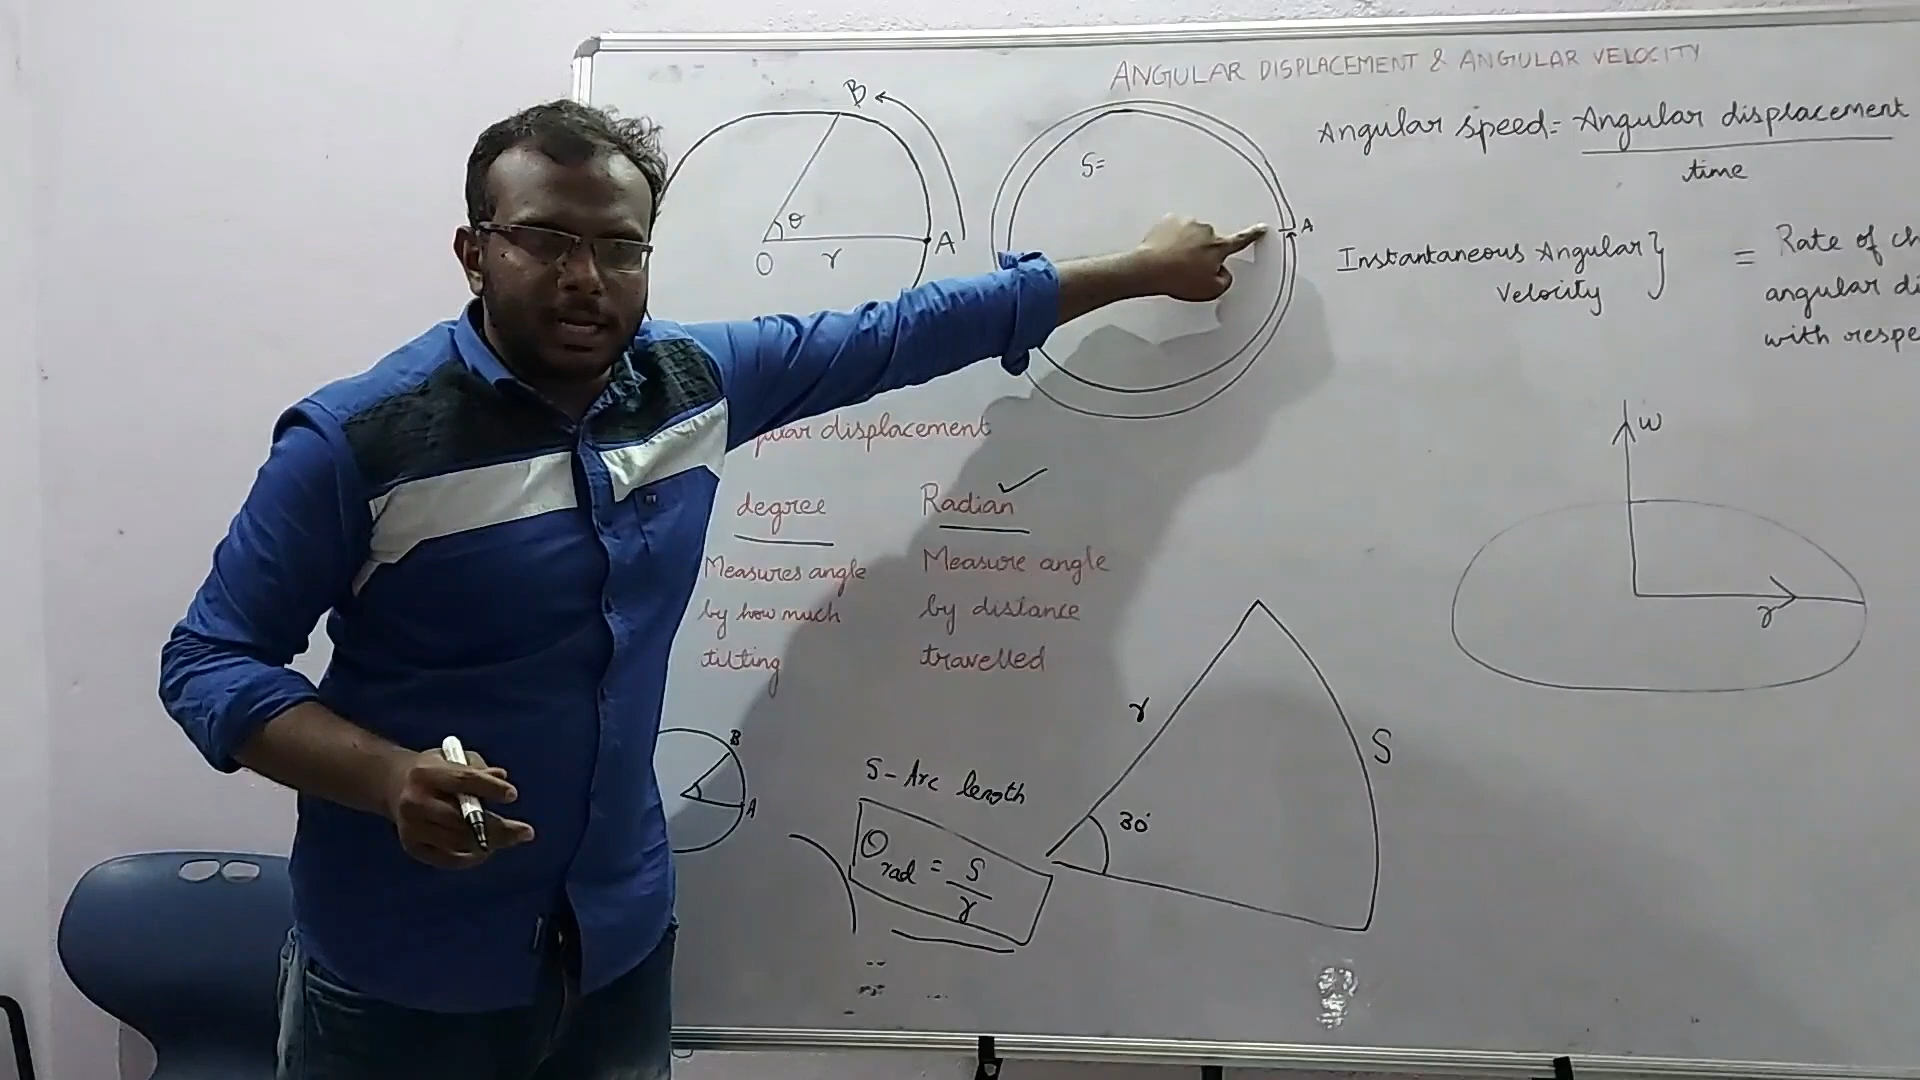 ANGULAR DISPLACEMENT & ANGULAR VELOCITY
B
θ
O
r
A
S=
A
Angular speed = Angular displacement
time
Instantaneous Angular }
Velocity
= Rate of ch
angular di
with respe
displacement
degree
Measures angle
by how much
tilting
Radian ✓
Measure angle
by distance
travelled
ω
r
B
A
S - Arc length
θrad = S
r
r
30°
S